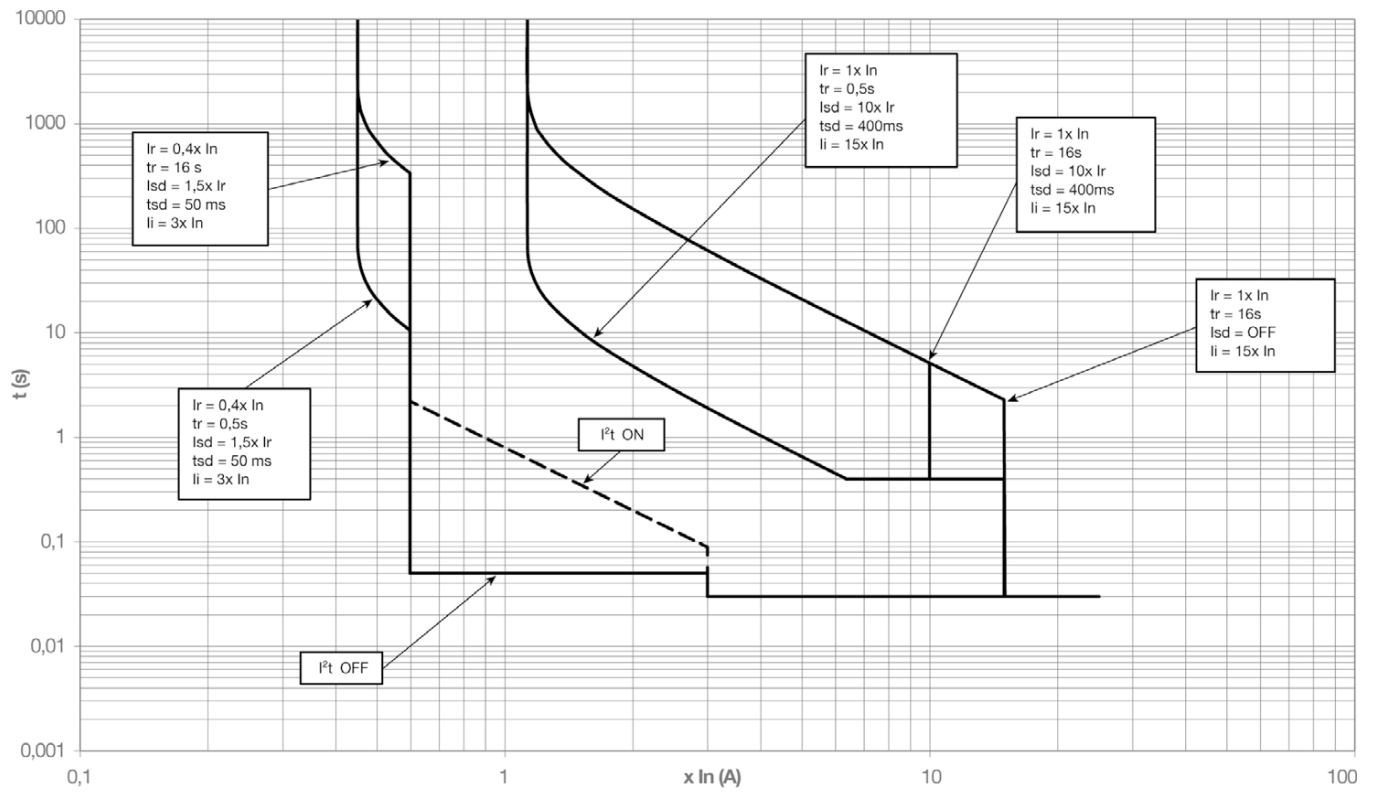 10000
1000
100
10
1
0,1
0,01
0,001
t (s)
Ir = 0,4x In
tr = 16 s
Isd = 1,5x Ir
tsd = 50 ms
Ii = 3x In
Ir = 0,4x In
tr = 0,5s
Isd = 1,5x Ir
tsd = 50 ms
Ii = 3x In
Ir = 1x In
tr = 0,5s
Isd = 10x Ir
tsd = 400ms
Ii = 15x In
Ir = 1x In
tr = 16s
Isd = 10x Ir
tsd = 400ms
Ii = 15x In
Ir = 1x In
tr = 16s
Isd = OFF
Ii = 15x In
I²t ON
I²t OFF
0,1
1
x In (A)
10
100